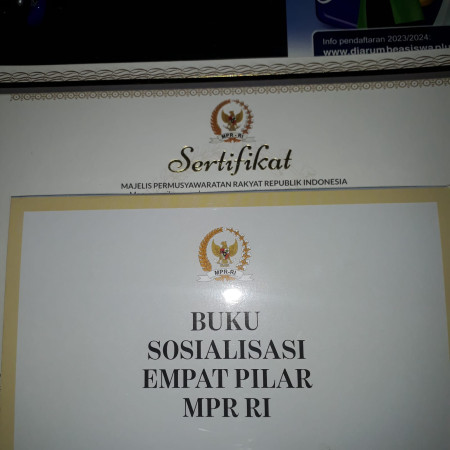 Info pendaftaran 2023/2024:
MPR-RI
Sertifikat
MAJELIS PERMUSYAWARATAN RAKYAT REPUBLIK INDONESIA
MPR-RI
BUKU
SOSIALISASI
EMPAT PILAR
MPR RI